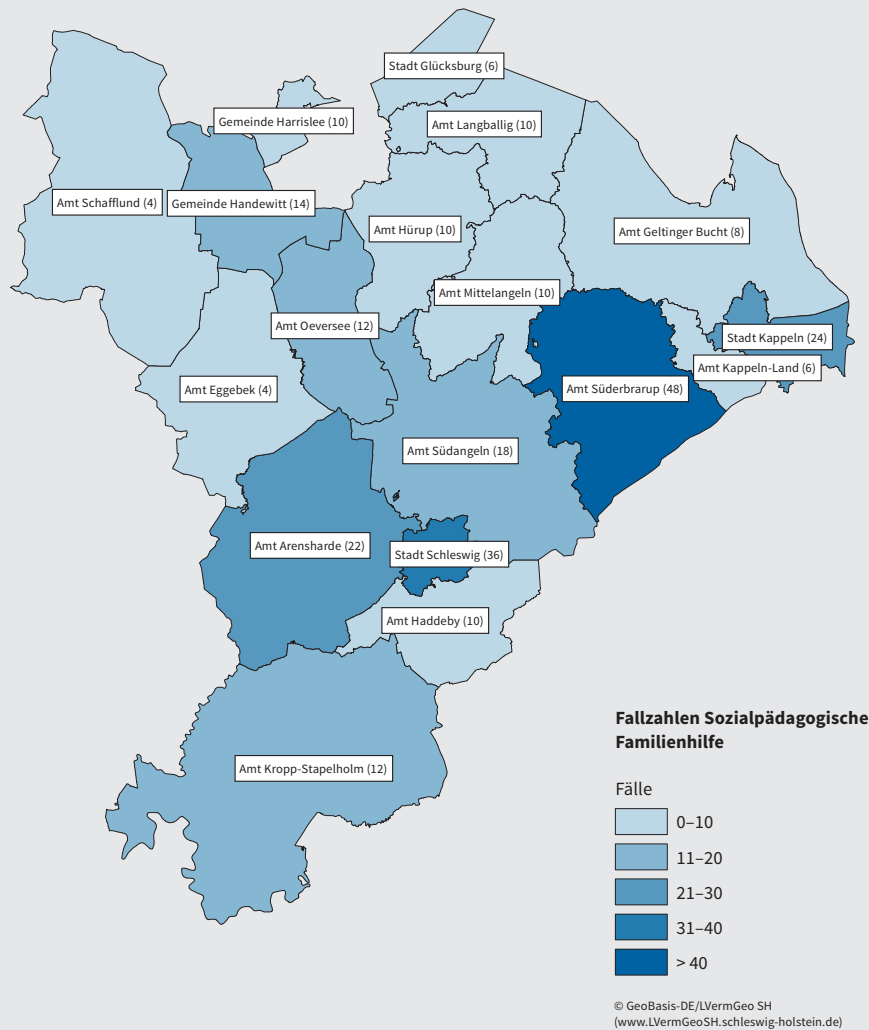 Stadt Glücksburg (6)
Gemeinde Harrislee (10)
Amt Langballig (10)
Amt Schafflund (4)
Gemeinde Handewitt (14)
Amt Hürup (10)
Amt Geltinger Bucht (8)
Amt Mittelangeln (10)
Amt Oeversee (12)
Stadt Kappeln (24)
Amt Kappeln-Land (6)
Amt Eggebek (4)
Amt Süderbrarup (48)
Amt Südangeln (18)
Amt Arensharde (22)
Stadt Schleswig (36)
Amt Haddeby (10)
Amt Kropp-Stapelholm (12)
Fallzahlen Sozialpädagogische
Familienhilfe
Fälle
0–10
11–20
21–30
31–40
> 40
© GeoBasis-DE/LVermGeo SH
(www.LVermGeoSH.schleswig-holstein.de)